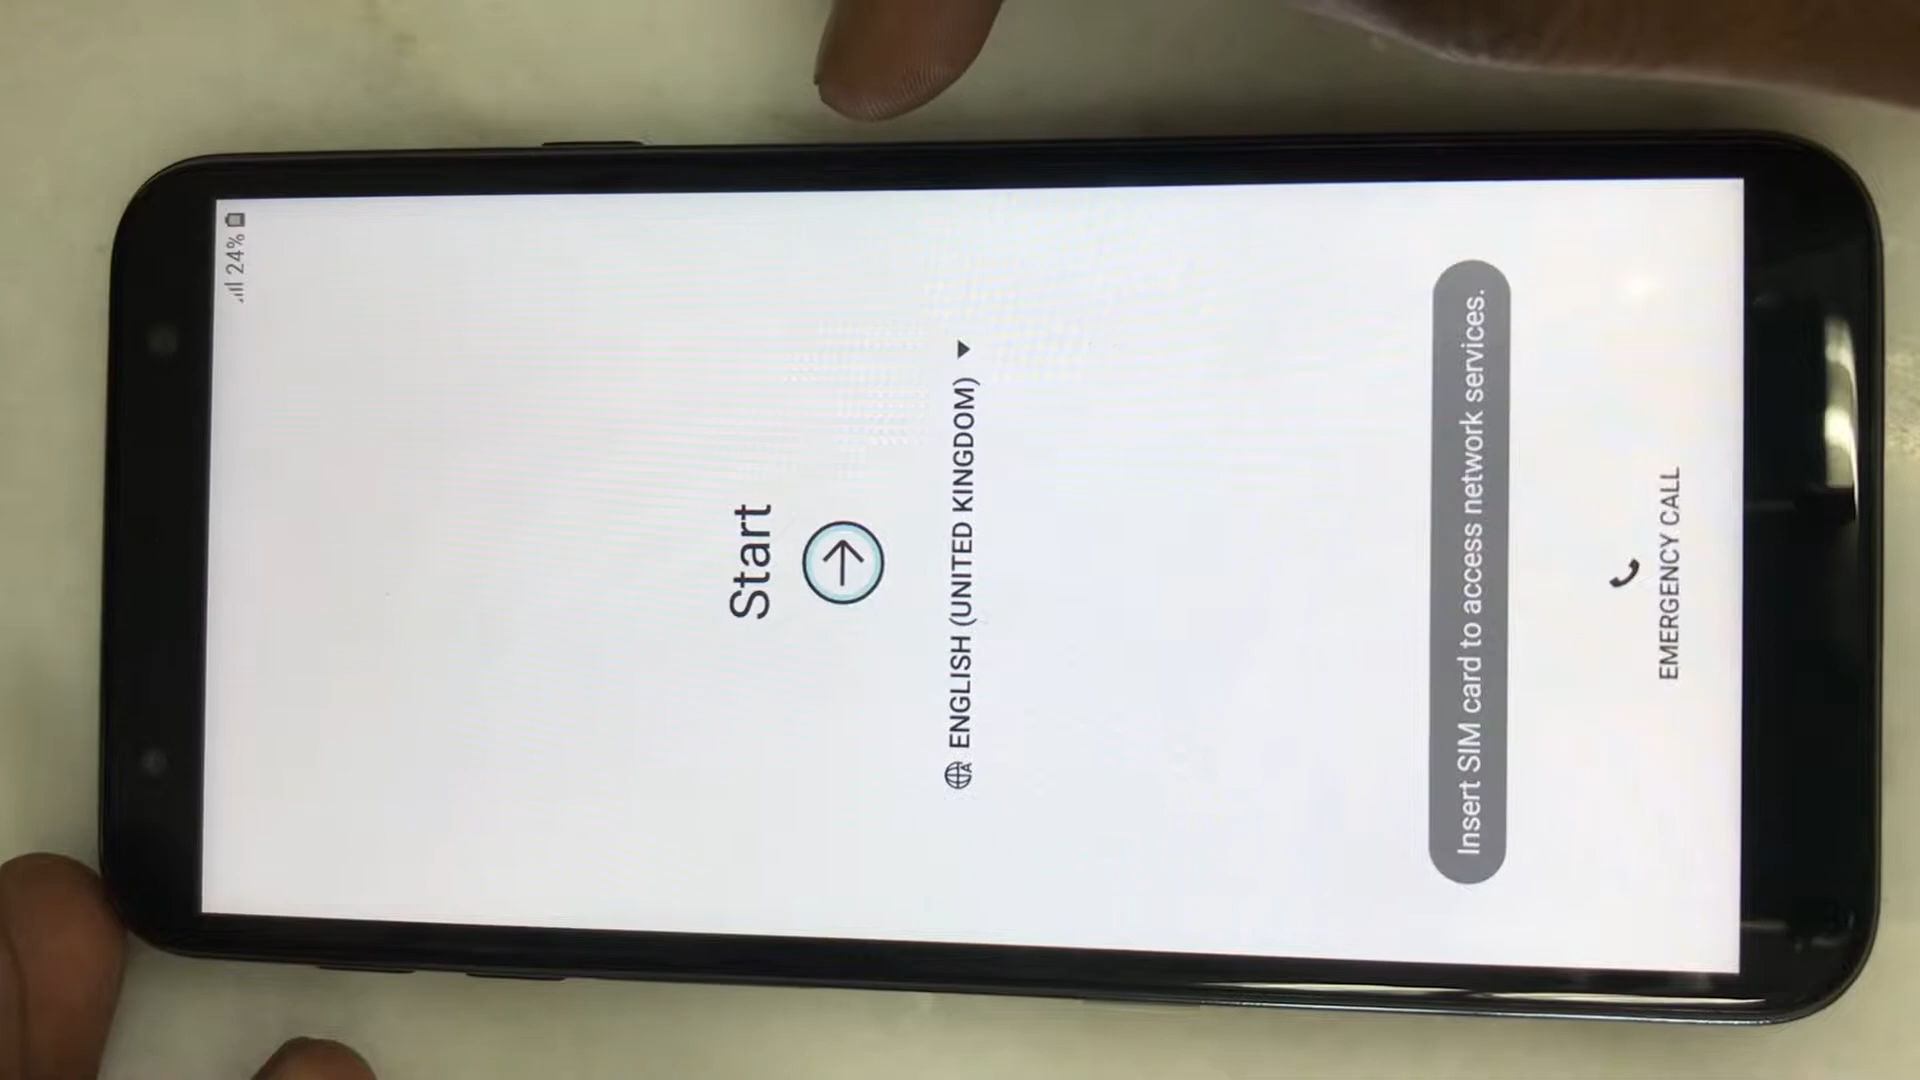 24%
Start
ENGLISH (UNITED KINGDOM)
Insert SIM card to access network services.
EMERGENCY CALL